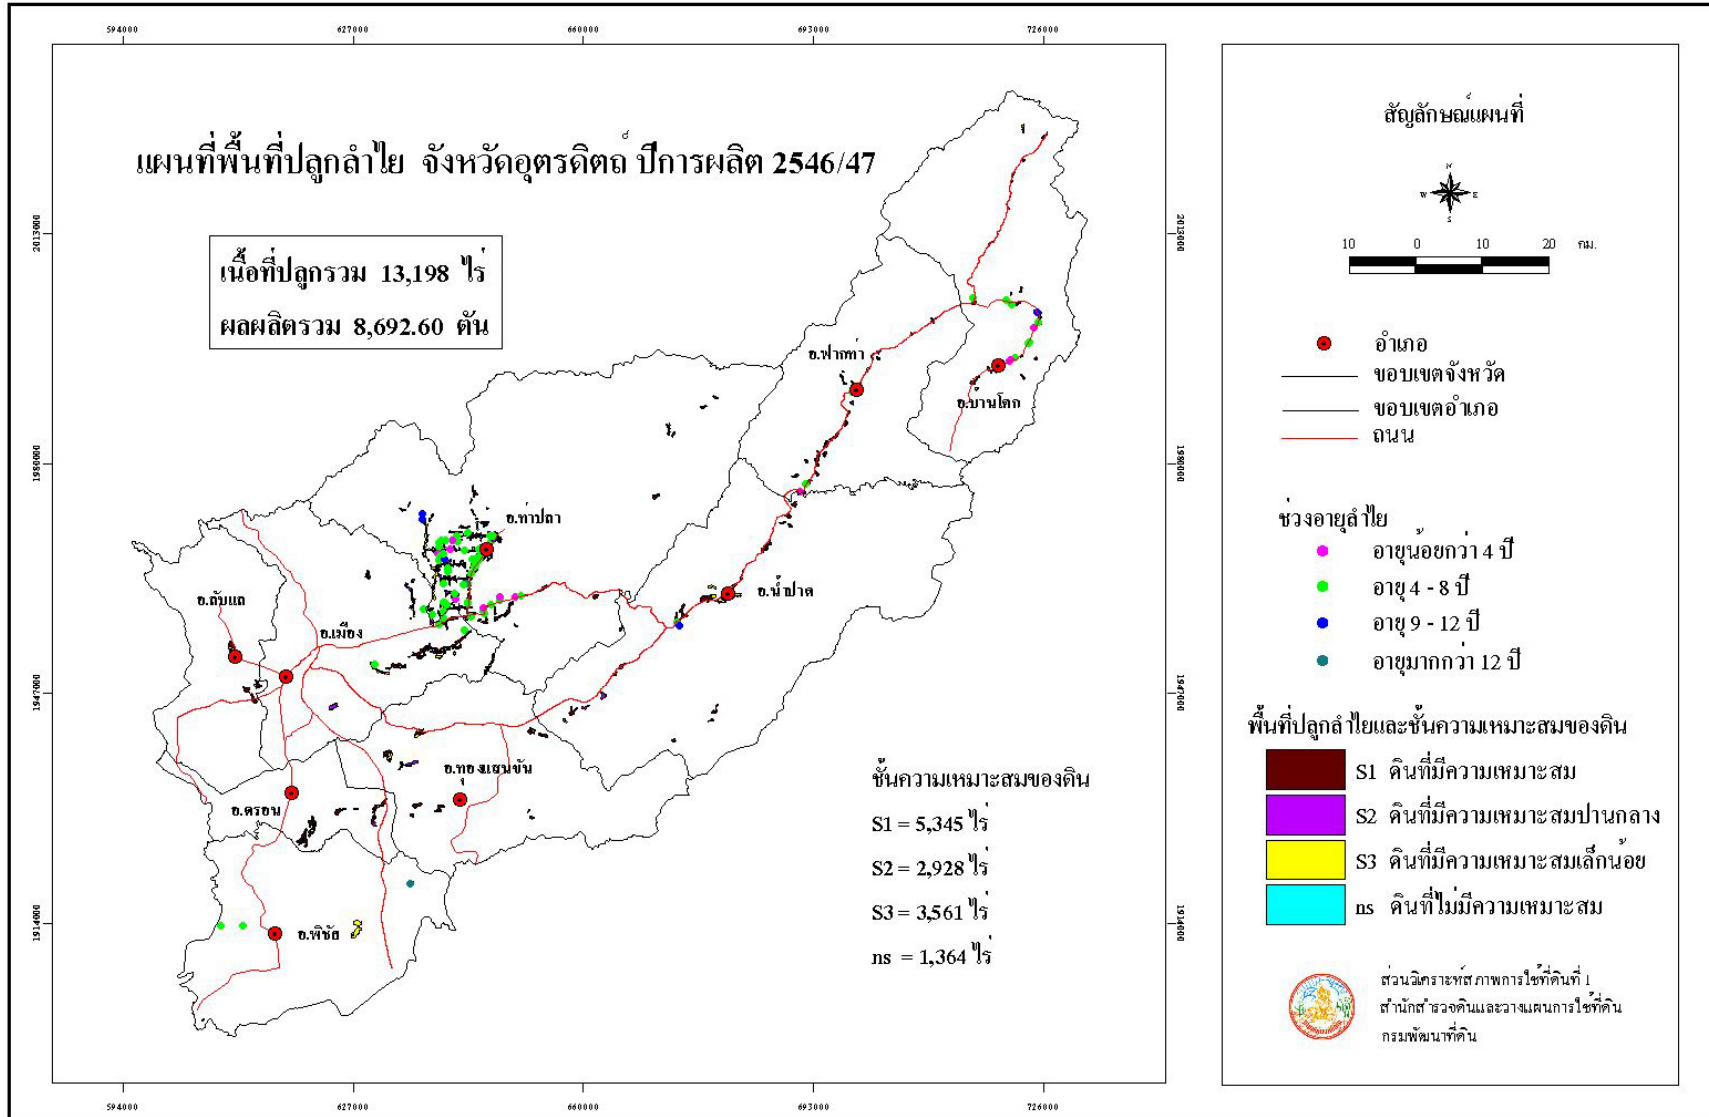 594000 627000 660000 693000 726000
แผนที่พื้นที่ปลูกลำไย จังหวัดอุตรดิตถ์ ปีการผลิต 2546/47
เนื้อที่ปลูกรวม 13,198 ไร่
ผลผลิตรวม 8,692.60 ตัน
2013000
1980000
1947000
1914000
2013000
1980000
1947000
1914000
อ.ฟากท่า
อ.บ้านโคก
อ.ท่าปลา
อ.น้ำปาด
อ.ลับแล
อ.เมือง
อ.ทองแสนขัน
อ.ตรอน
อ.พิชัย
ชั้นความเหมาะสมของดิน
S1 = 5,345 ไร่
S2 = 2,928 ไร่
S3 = 3,561 ไร่
ns = 1,364 ไร่
594000 627000 660000 693000 726000
สัญลักษณ์แผนที่
N
W E
S
10 0 10 20 กม.
อำเภอ
ขอบเขตจังหวัด
ขอบเขตอำเภอ
ถนน
ช่วงอายุลำไย
อายุน้อยกว่า 4 ปี
อายุ 4 - 8 ปี
อายุ 9 - 12 ปี
อายุมากกว่า 12 ปี
พื้นที่ปลูกลำไยและชั้นความเหมาะสมของดิน
S1 ดินที่มีความเหมาะสม
S2 ดินที่มีความเหมาะสมปานกลาง
S3 ดินที่มีความเหมาะสมเล็กน้อย
ns ดินที่ไม่มีความเหมาะสม
ส่วนวิเคราะห์สภาพการใช้ที่ดินที่ 1
สำนักสำรวจดินและวางแผนการใช้ที่ดิน
กรมพัฒนาที่ดิน